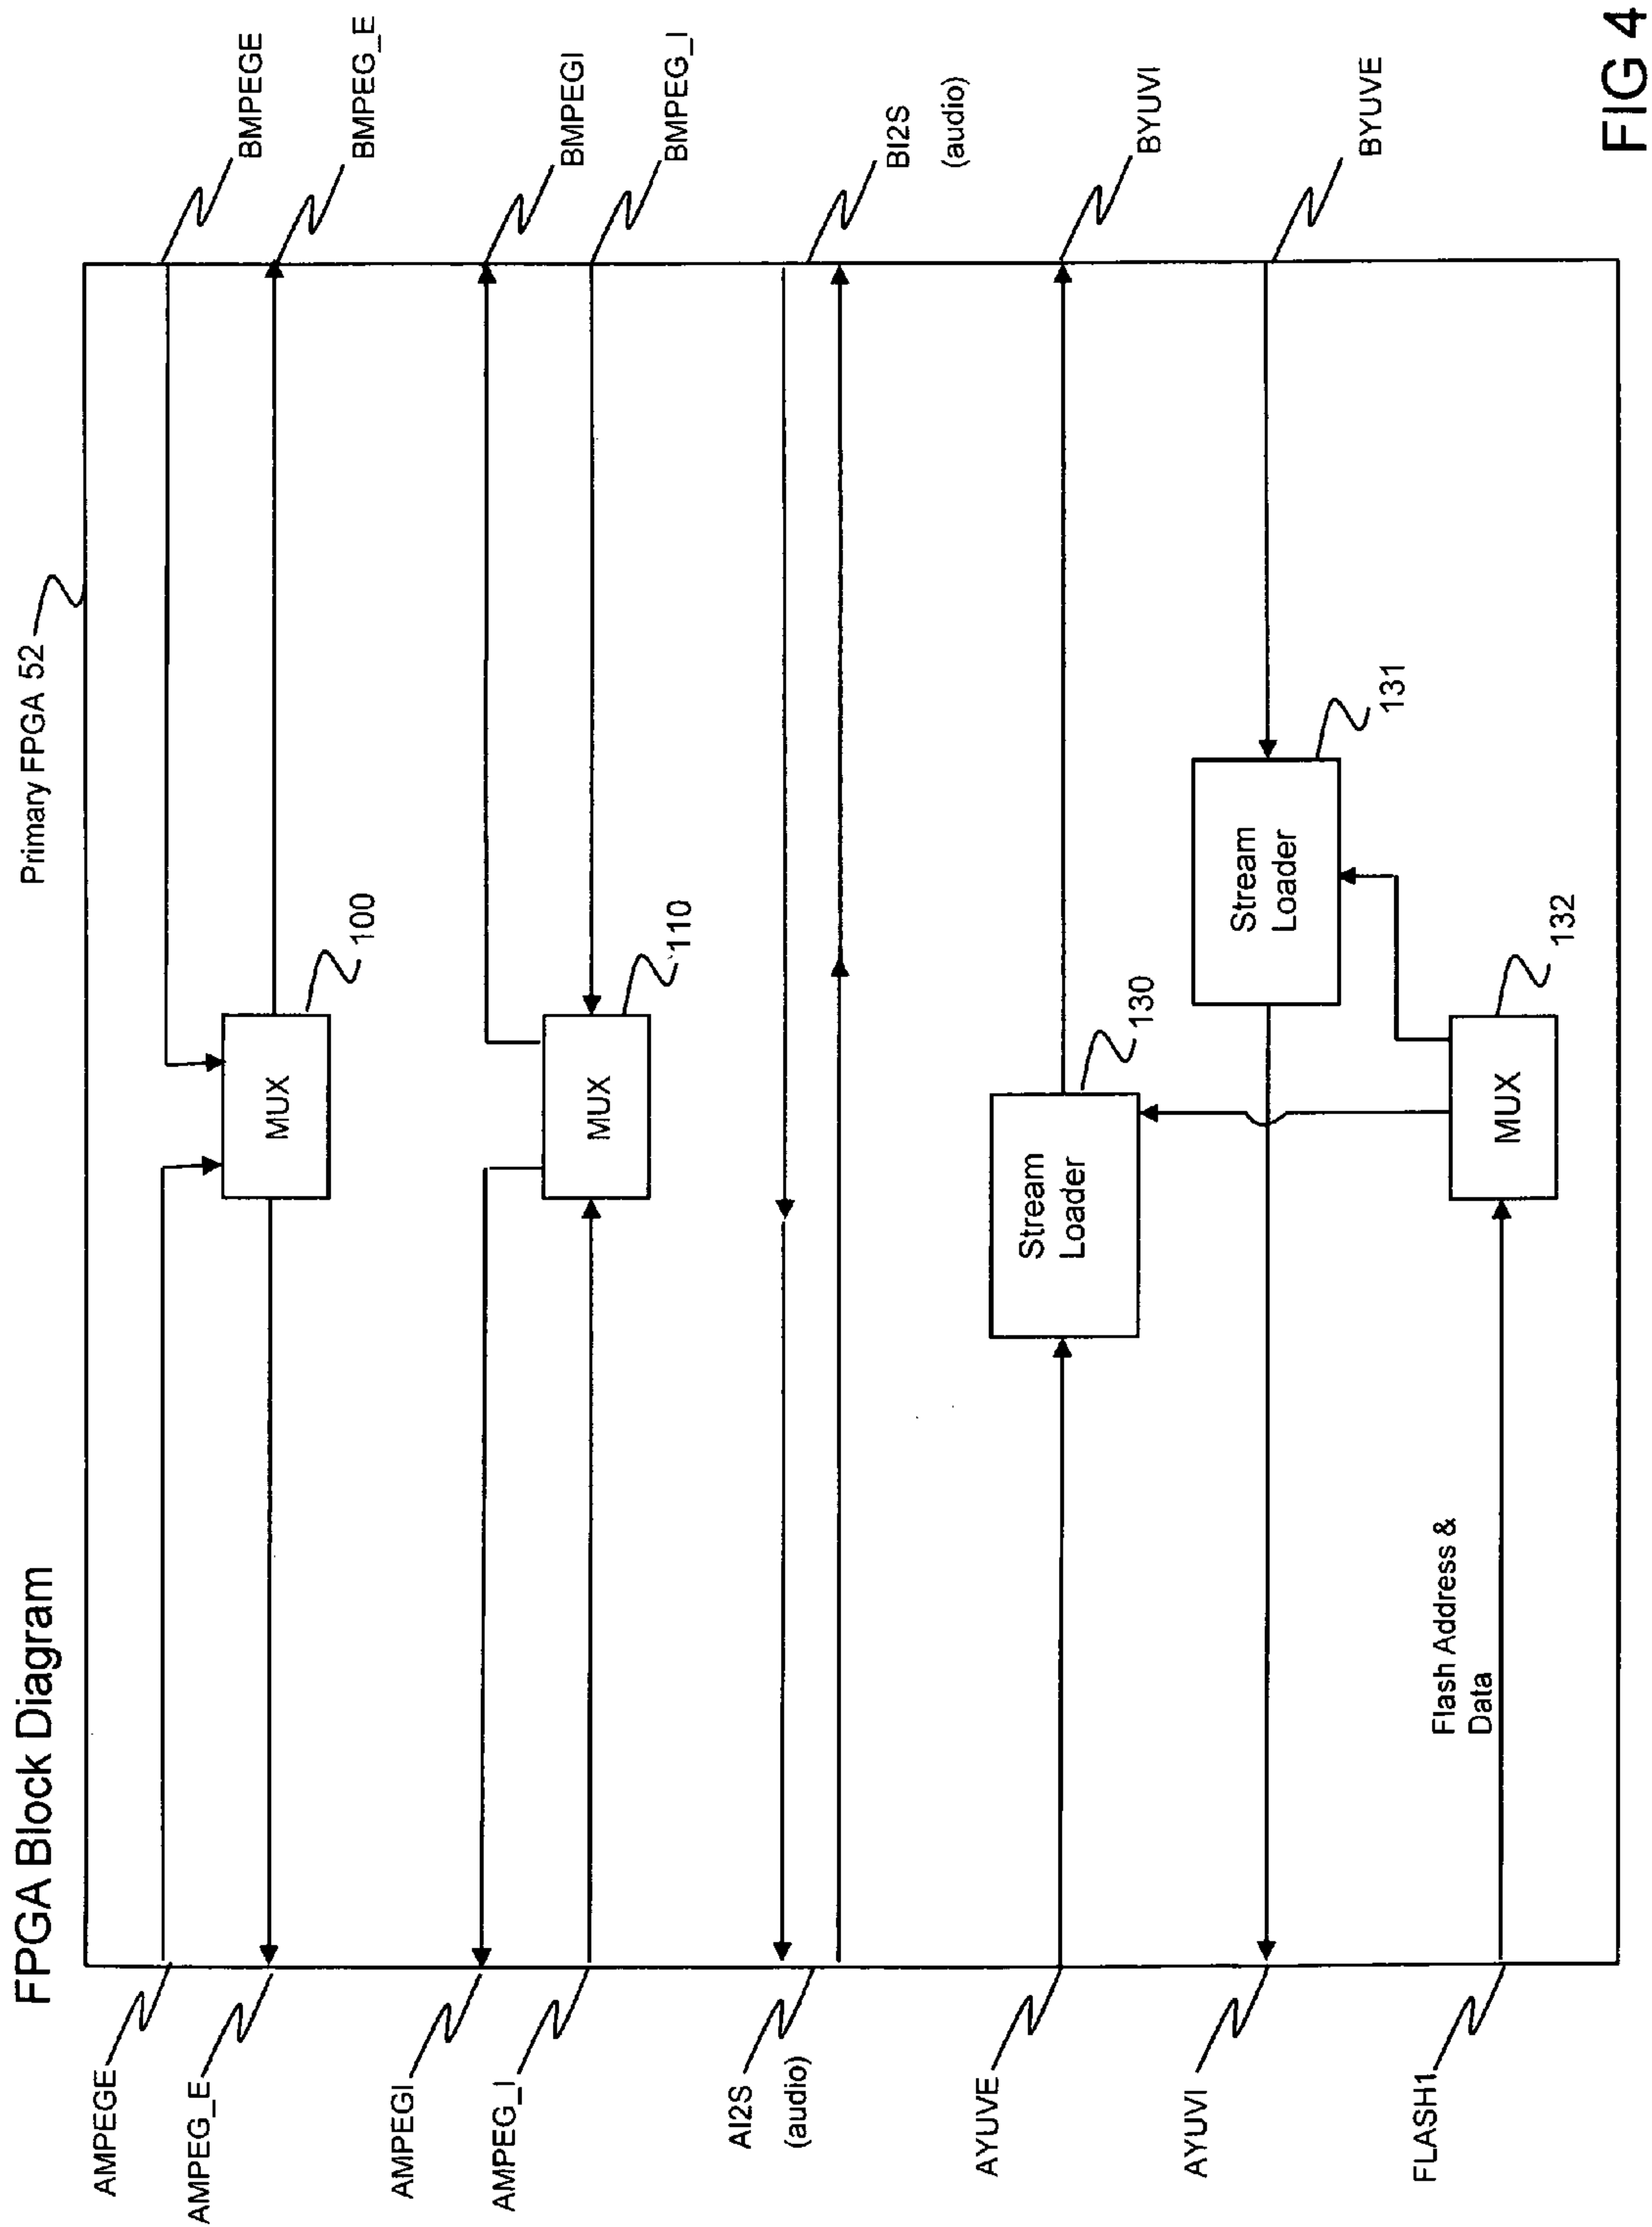 FPGA Block Diagram
Primary FPGA 52
AMPEGE
AMPEG_E
AMPEGI
AMPEG_I
AI2S
(audio)
AYUVE
AYUVI
FLASH1
MUX
100
MUX
110
Stream
Loader
130
Stream
Loader
131
MUX
132
Flash Address &
Data
BMPEGE
BMPEG_E
BMPEGI
BMPEG_I
BI2S
(audio)
BYUVI
BYUVE
FIG 4